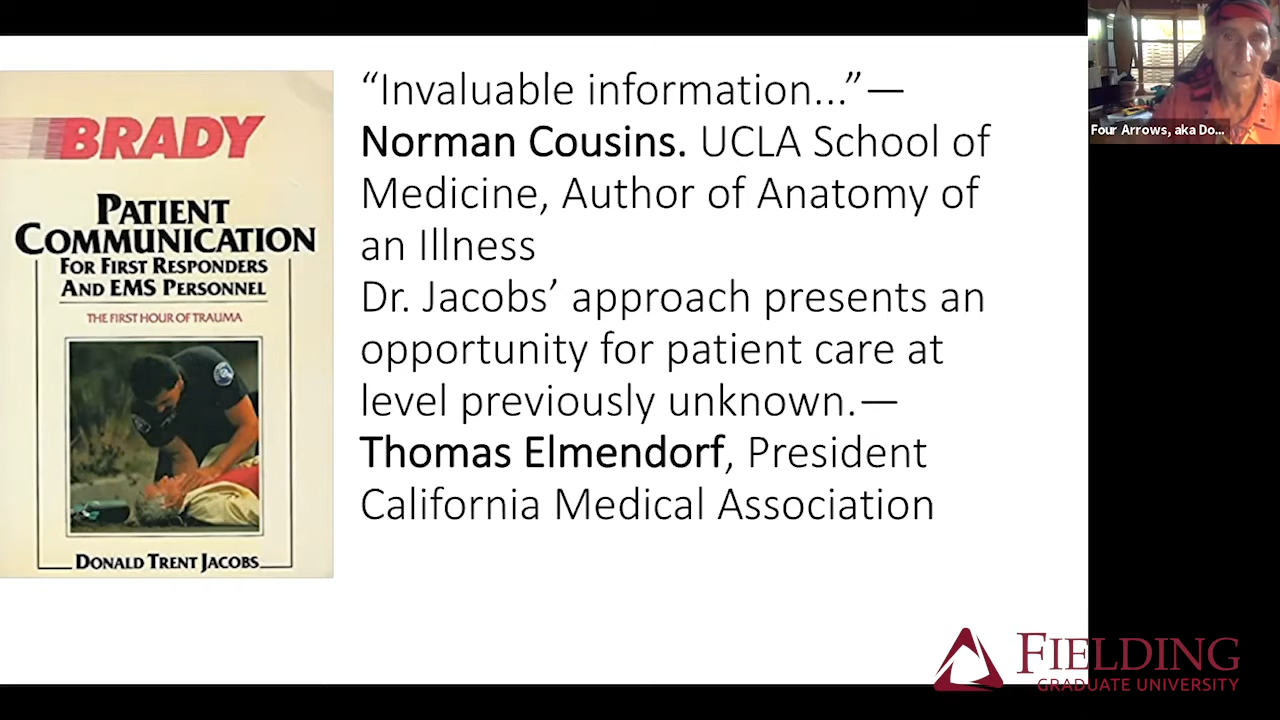 BRADY
PATIENT
COMMUNICATION
FOR FIRST RESPONDERS
AND EMS PERSONNEL
THE FIRST HOUR OF TRAUMA
DONALD TRENT JACOBS
“Invaluable information...”—
Norman Cousins. UCLA School of
Medicine, Author of Anatomy of
an Illness
Dr. Jacobs’ approach presents an
opportunity for patient care at
level previously unknown.—
Thomas Elmendorf, President
California Medical Association
Four Arrows, aka Do...
FIELDING
GRADUATE UNIVERSITY